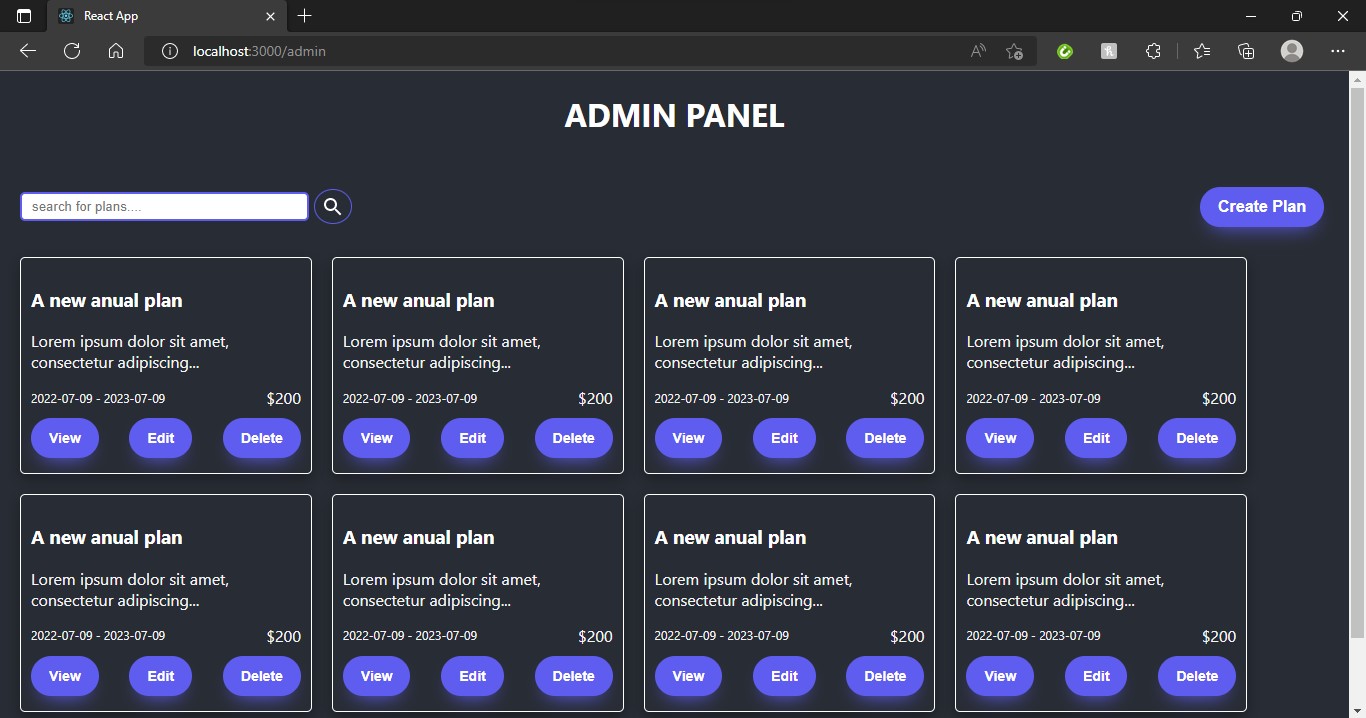 React App
localhost:3000/admin
ADMIN PANEL
search for plans....
Create Plan
A new anual plan
Lorem ipsum dolor sit amet,
consectetur adipiscing...
2022-07-09 - 2023-07-09 $200
View Edit Delete
A new anual plan
Lorem ipsum dolor sit amet,
consectetur adipiscing...
2022-07-09 - 2023-07-09 $200
View Edit Delete
A new anual plan
Lorem ipsum dolor sit amet,
consectetur adipiscing...
2022-07-09 - 2023-07-09 $200
View Edit Delete
A new anual plan
Lorem ipsum dolor sit amet,
consectetur adipiscing...
2022-07-09 - 2023-07-09 $200
View Edit Delete
A new anual plan
Lorem ipsum dolor sit amet,
consectetur adipiscing...
2022-07-09 - 2023-07-09 $200
View Edit Delete
A new anual plan
Lorem ipsum dolor sit amet,
consectetur adipiscing...
2022-07-09 - 2023-07-09 $200
View Edit Delete
A new anual plan
Lorem ipsum dolor sit amet,
consectetur adipiscing...
2022-07-09 - 2023-07-09 $200
View Edit Delete
A new anual plan
Lorem ipsum dolor sit amet,
consectetur adipiscing...
2022-07-09 - 2023-07-09 $200
View Edit Delete